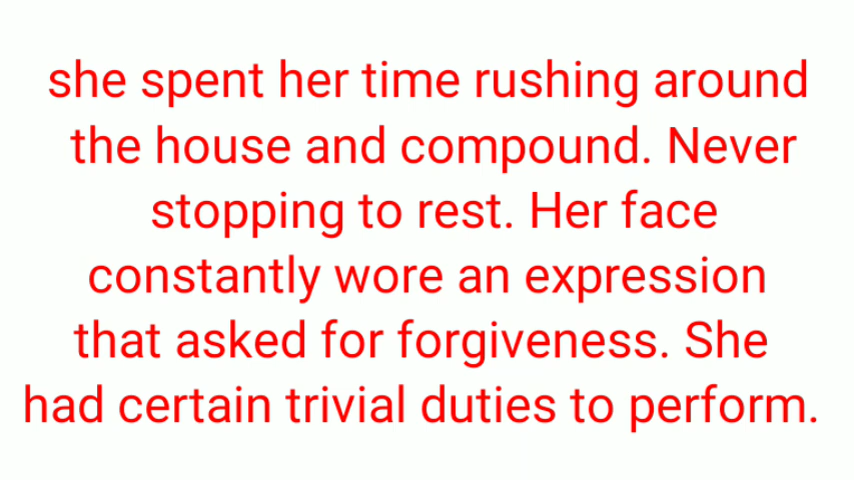 she spent her time rushing around
the house and compound. Never
stopping to rest. Her face
constantly wore an expression
that asked for forgiveness. She
had certain trivial duties to perform.